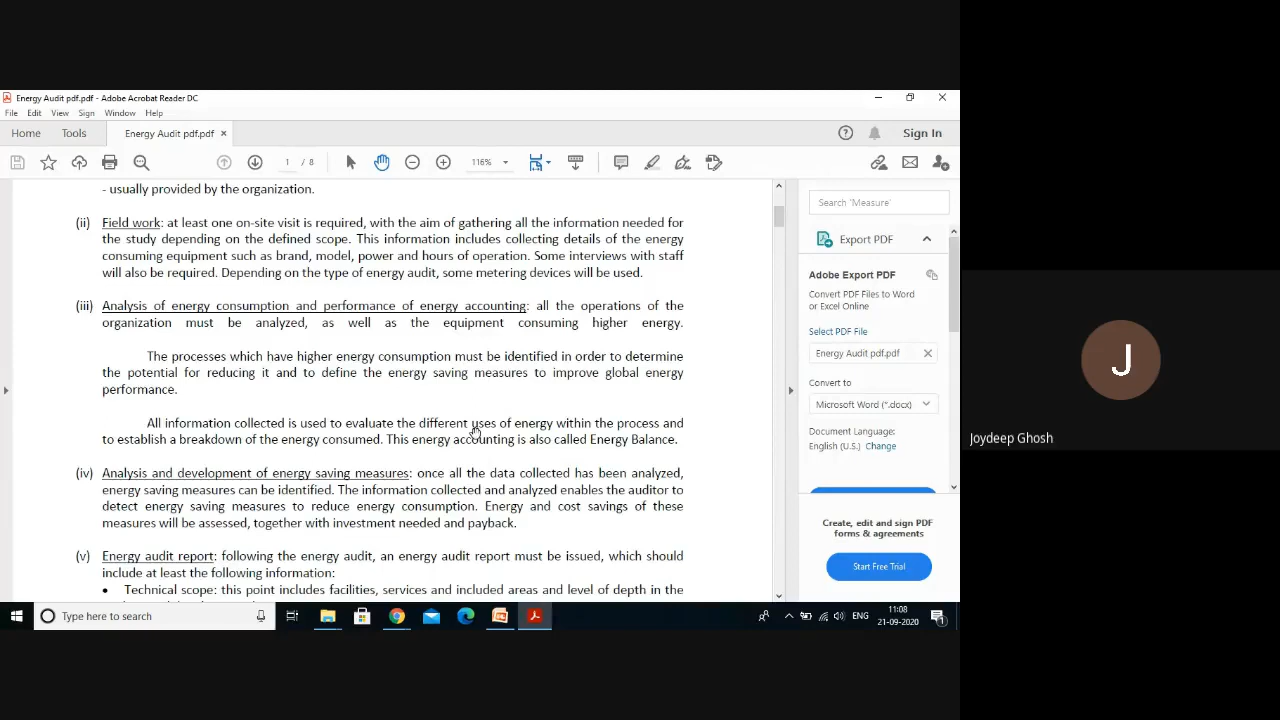 Energy Audit pdf.pdf - Adobe Acrobat Reader DC
File Edit View Sign Window Help
Home Tools Energy Audit pdf.pdf × Sign In
1 / 8 116%
- usually provided by the organization.
(ii) Field work: at least one on-site visit is required, with the aim of gathering all the information needed for
the study depending on the defined scope. This information includes collecting details of the energy
consuming equipment such as brand, model, power and hours of operation. Some interviews with staff
will also be required. Depending on the type of energy audit, some metering devices will be used.
(iii) Analysis of energy consumption and performance of energy accounting: all the operations of the
organization must be analyzed, as well as the equipment consuming higher energy.
The processes which have higher energy consumption must be identified in order to determine
the potential for reducing it and to define the energy saving measures to improve global energy
performance.
All information collected is used to evaluate the different uses of energy within the process and
to establish a breakdown of the energy consumed. This energy accounting is also called Energy Balance.
(iv) Analysis and development of energy saving measures: once all the data collected has been analyzed,
energy saving measures can be identified. The information collected and analyzed enables the auditor to
detect energy saving measures to reduce energy consumption. Energy and cost savings of these
measures will be assessed, together with investment needed and payback.
(v) Energy audit report: following the energy audit, an energy audit report must be issued, which should
include at least the following information:
• Technical scope: this point includes facilities, services and included areas and level of depth in the
Search 'Measure'
Export PDF
Adobe Export PDF
Convert PDF Files to Word
or Excel Online
Select PDF File
Energy Audit pdf.pdf
Convert to
Microsoft Word (*.docx)
Document Language:
English (U.S.) Change
Create, edit and sign PDF
forms & agreements
Start Free Trial
Type here to search
ENG
11:08
21-09-2020
1
J
Joydeep Ghosh